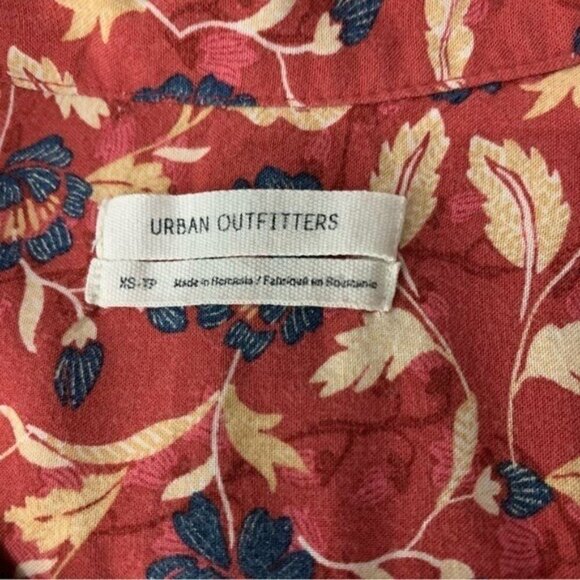 URBAN OUTFITTERS
XS-TP Made in Romania / Fabriqué en Roumanie